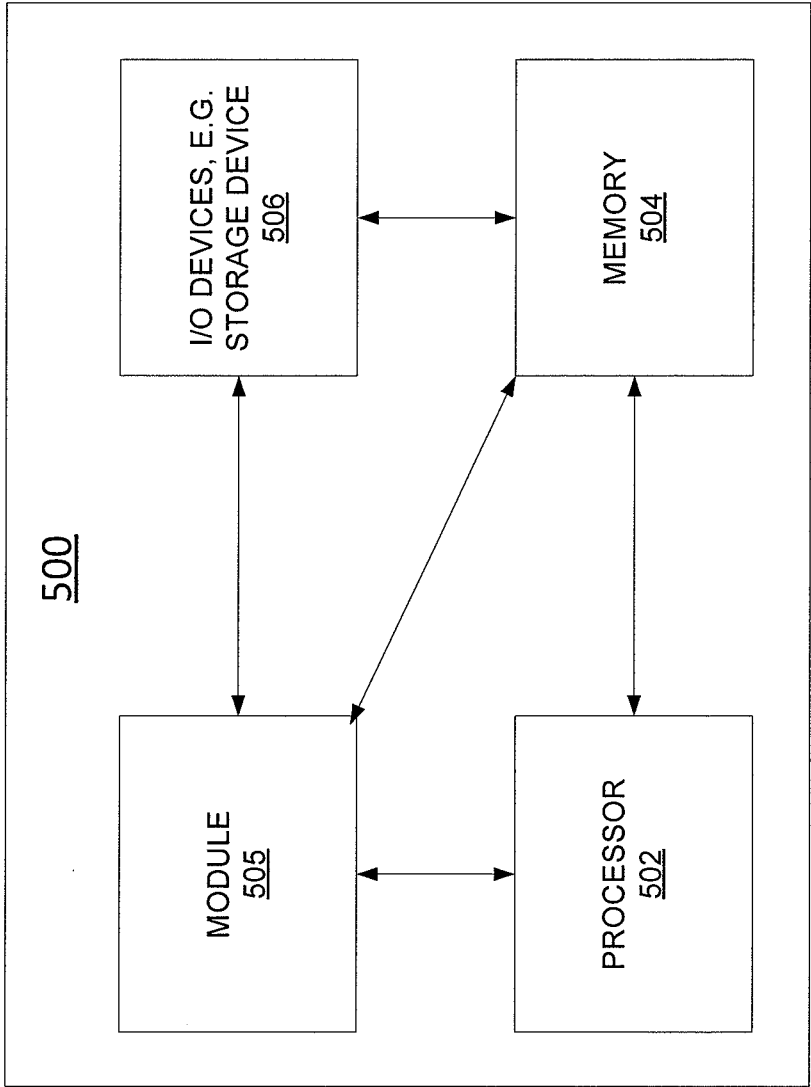 500
MODULE
505
I/O DEVICES, E.G.
STORAGE DEVICE
506
PROCESSOR
502
MEMORY
504